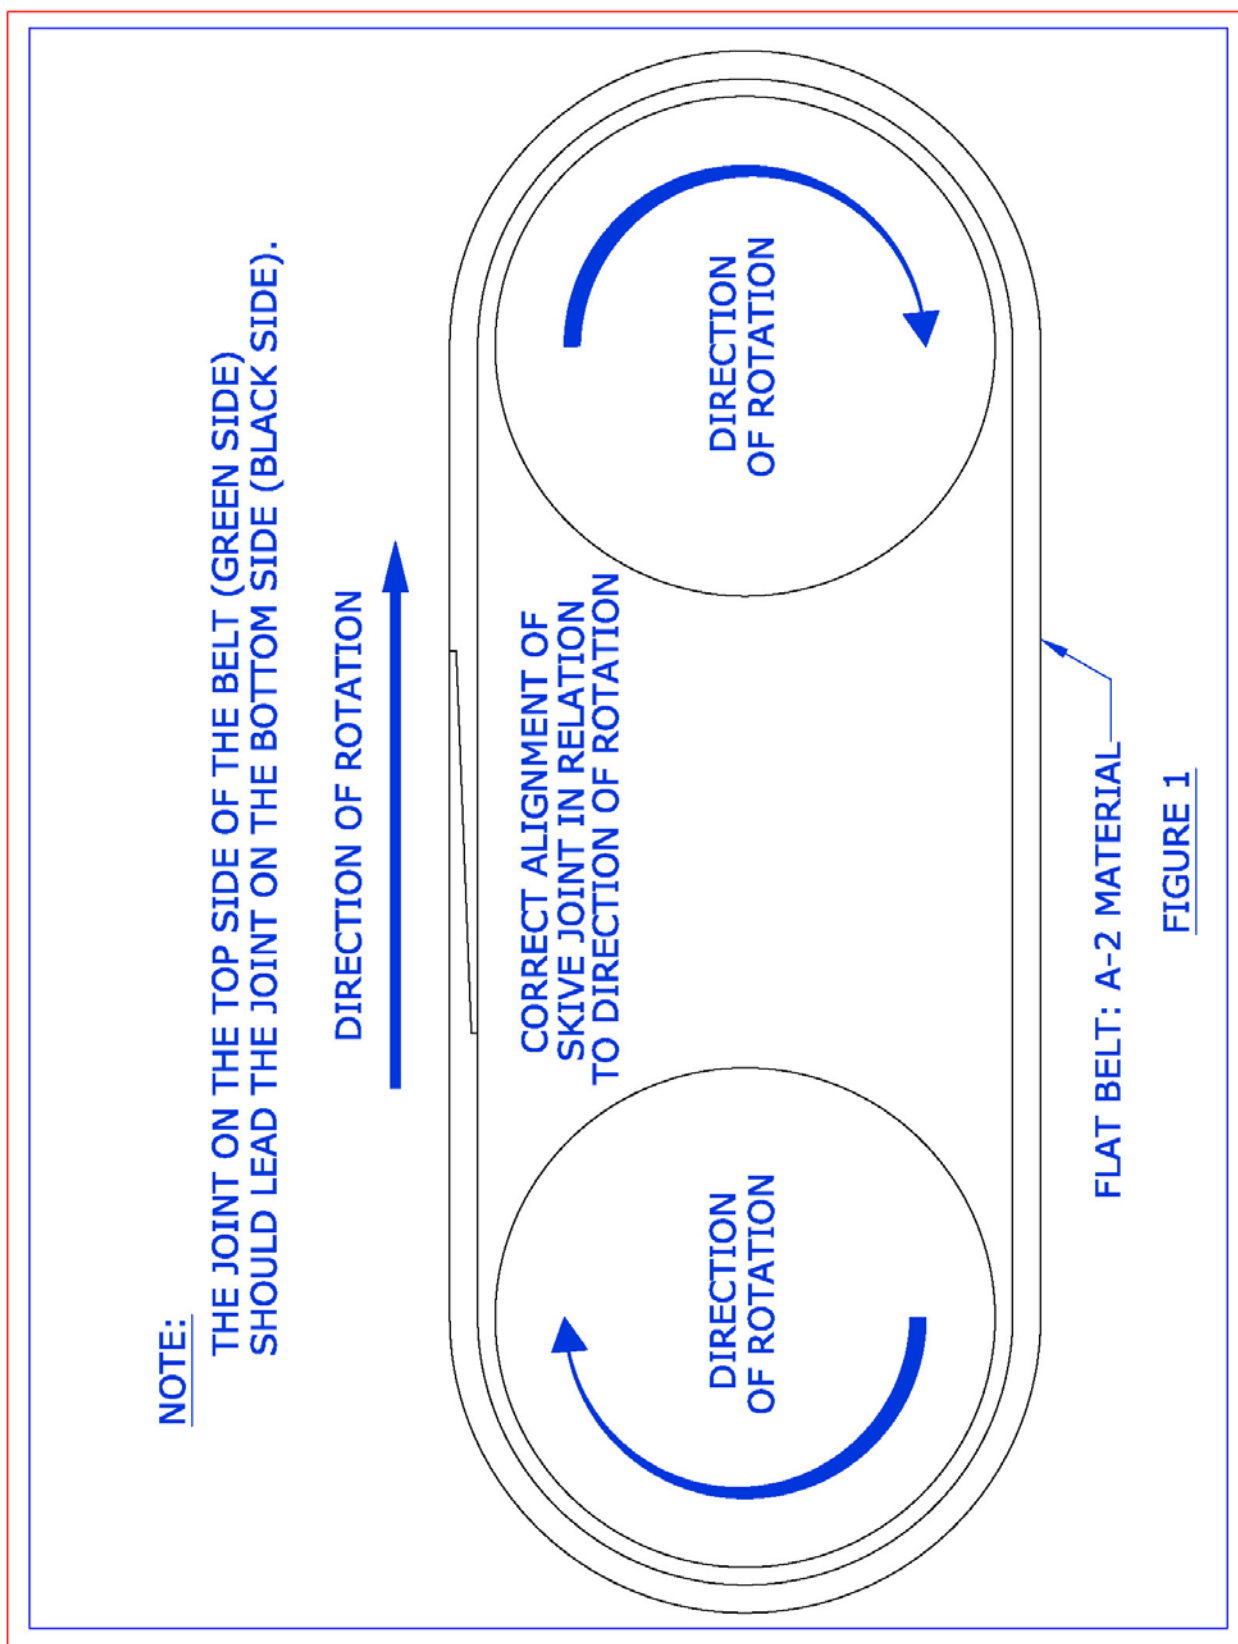 NOTE:
THE JOINT ON THE TOP SIDE OF THE BELT (GREEN SIDE)
SHOULD LEAD THE JOINT ON THE BOTTOM SIDE (BLACK SIDE).
DIRECTION OF ROTATION
CORRECT ALIGNMENT OF
SKIVE JOINT IN RELATION
TO DIRECTION OF ROTATION
DIRECTION
OF ROTATION
DIRECTION
OF ROTATION
FLAT BELT: A-2 MATERIAL
FIGURE 1